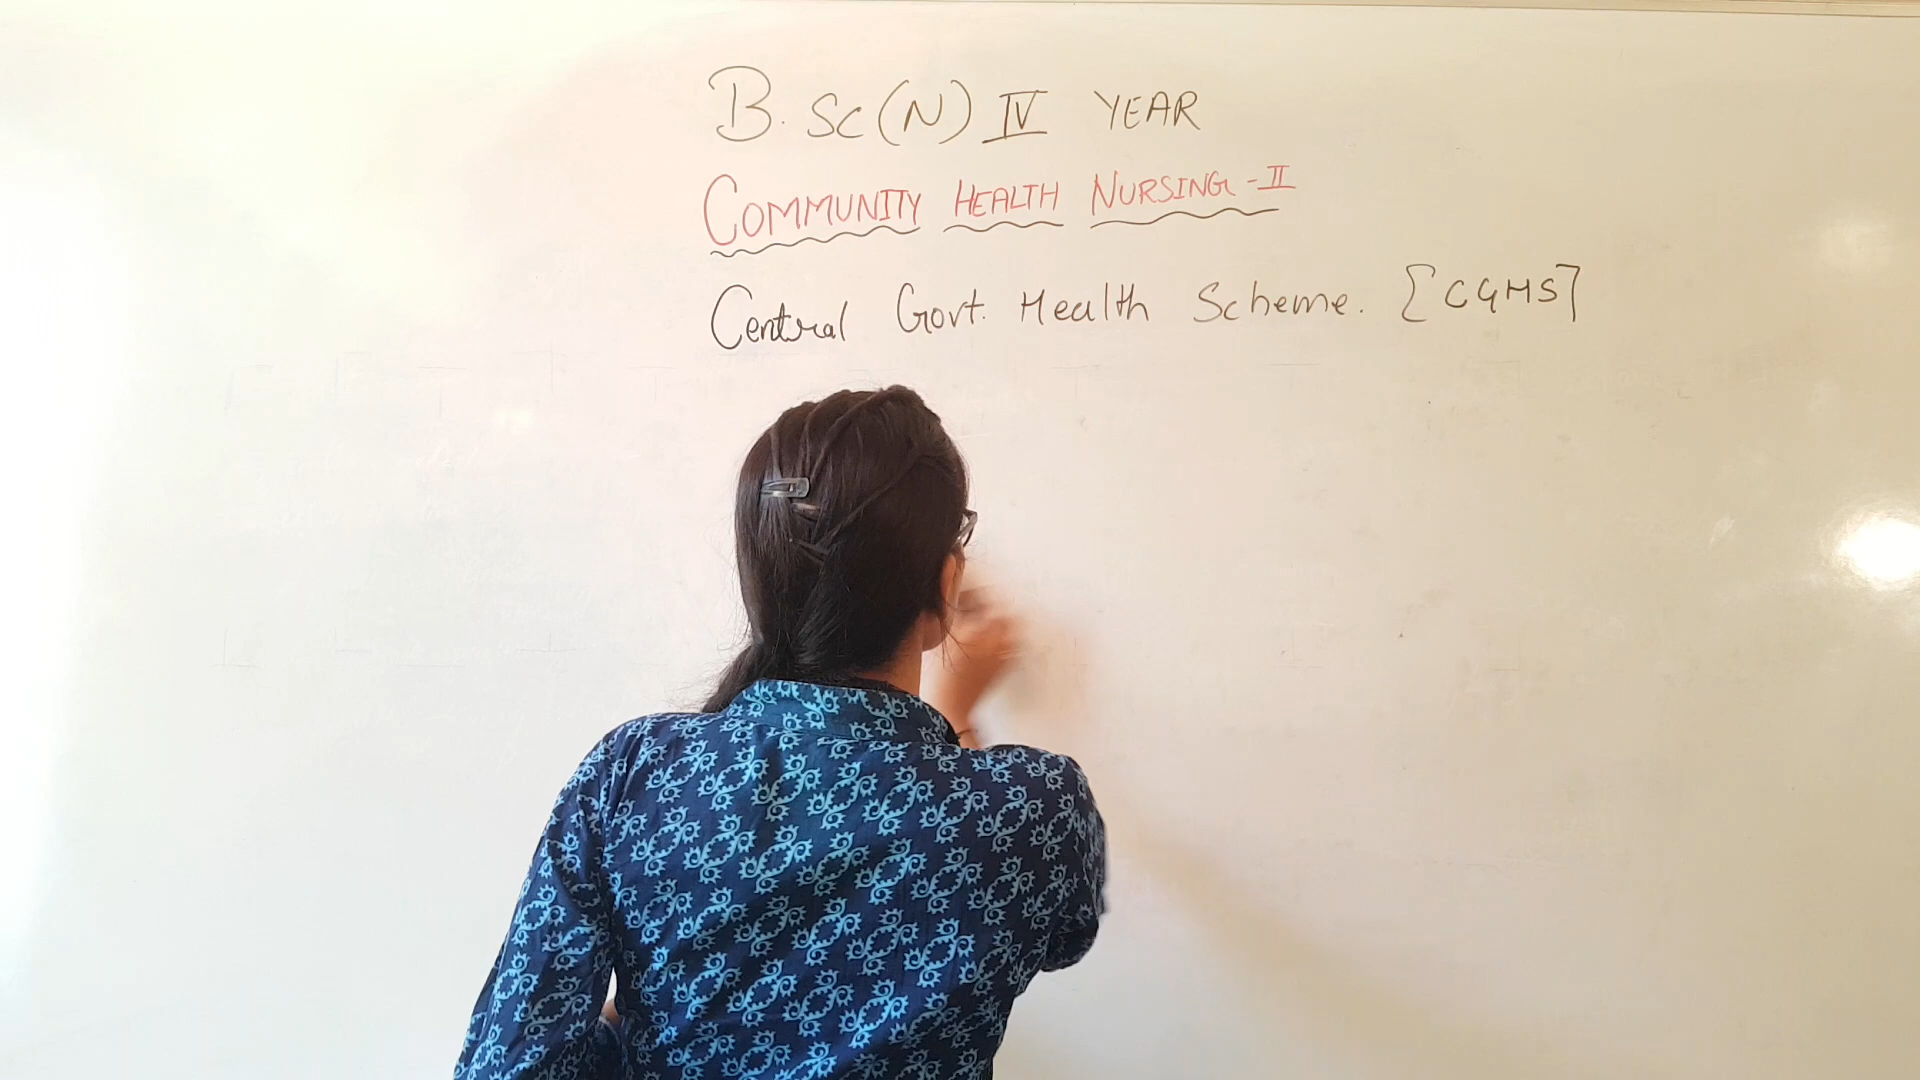 B.Sc(N) IV YEAR
COMMUNITY HEALTH NURSING-II
Central Govt. Health Scheme. [CGHS]